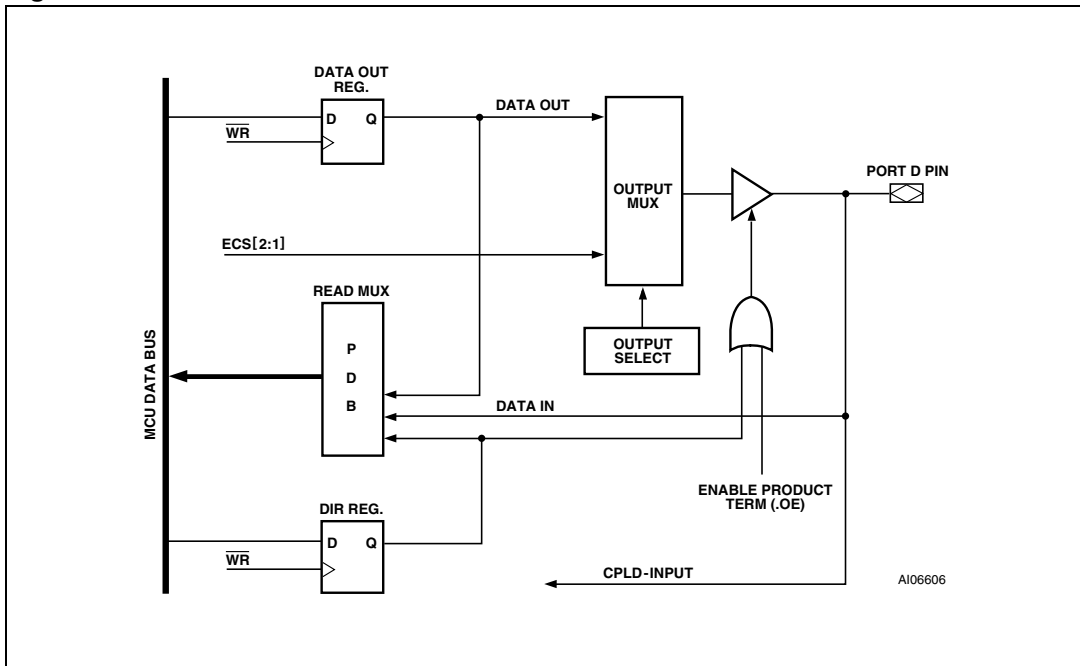 DATA OUT
REG.
D Q
WR
DATA OUT
OUTPUT
MUX
PORT D PIN
ECS[2:1]
READ MUX
P
D
B
OUTPUT
SELECT
MCU DATA BUS
DATA IN
ENABLE PRODUCT
TERM (.OE)
DIR REG.
D Q
WR
CPLD-INPUT
AI06606